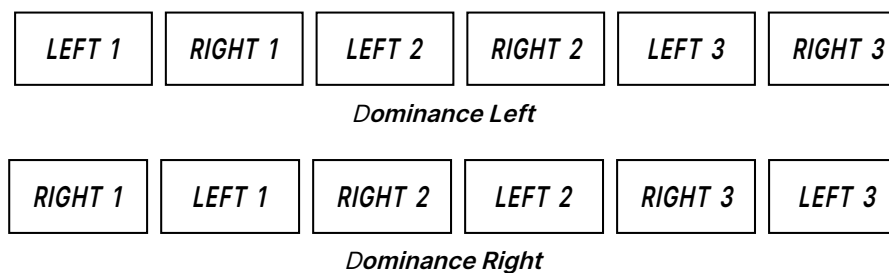 LEFT 1 RIGHT 1 LEFT 2 RIGHT 2 LEFT 3 RIGHT 3
Dominance Left
RIGHT 1 LEFT 1 RIGHT 2 LEFT 2 RIGHT 3 LEFT 3
Dominance Right